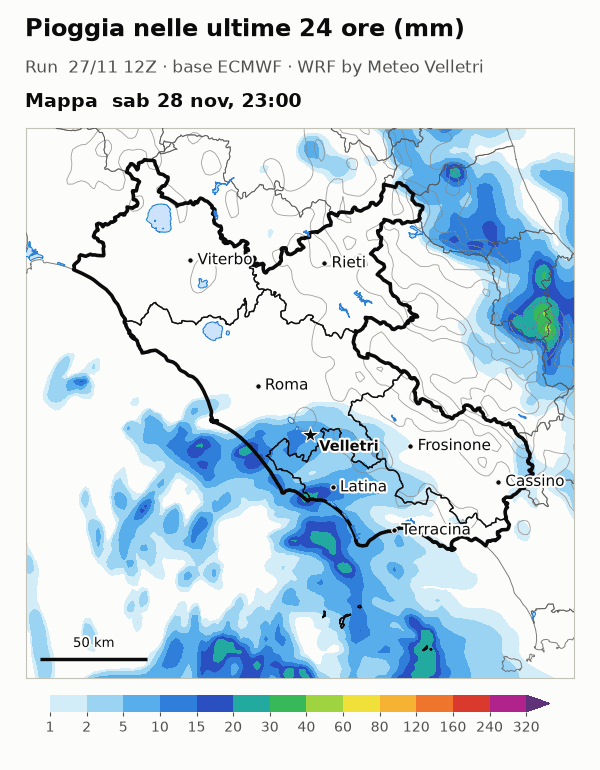 Pioggia nelle ultime 24 ore (mm)
Run  27/11 12Z · base ECMWF · WRF by Meteo Velletri
Mappa  sab 28 nov, 23:00
Viterbo
Rieti
Roma
Velletri
Frosinone
Latina
Cassino
Terracina
50 km
1 2 5 10 15 20 30 40 60 80 120 160 240 320